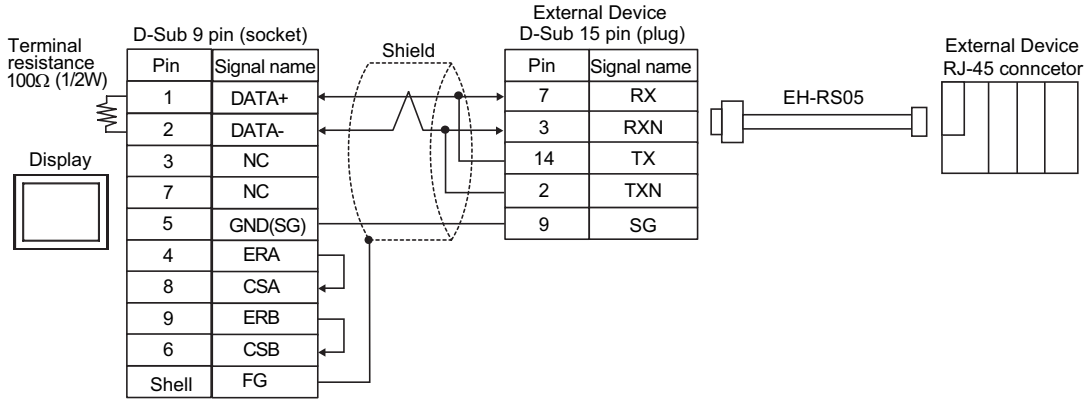 Terminal
resistance
100Ω (1/2W)
D-Sub 9 pin (socket)
Pin Signal name
1 DATA+
2 DATA-
3 NC
7 NC
5 GND(SG)
4 ERA
8 CSA
9 ERB
6 CSB
Shell FG
Display
Shield
External Device
D-Sub 15 pin (plug)
Pin Signal name
7 RX
3 RXN
14 TX
2 TXN
9 SG
EH-RS05
External Device
RJ-45 conncetor